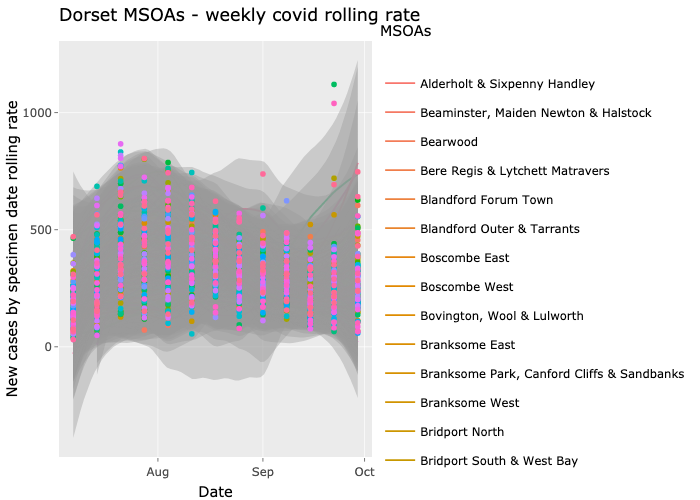 Dorset MSOAs - weekly covid rolling rate
MSOAs
New cases by specimen date rolling rate
1000
500
0
Aug
Sep
Oct
Date
Alderholt & Sixpenny Handley
Beaminster, Maiden Newton & Halstock
Bearwood
Bere Regis & Lytchett Matravers
Blandford Forum Town
Blandford Outer & Tarrants
Boscombe East
Boscombe West
Bovington, Wool & Lulworth
Branksome East
Branksome Park, Canford Cliffs & Sandbanks
Branksome West
Bridport North
Bridport South & West Bay